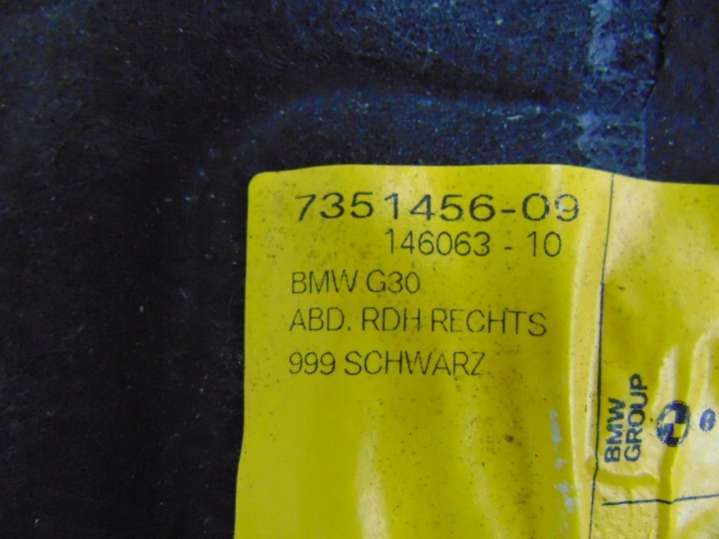 7351456-09
146063 - 10
BMW G30
ABD. RDH RECHTS
999 SCHWARZ
BMW
GROUP